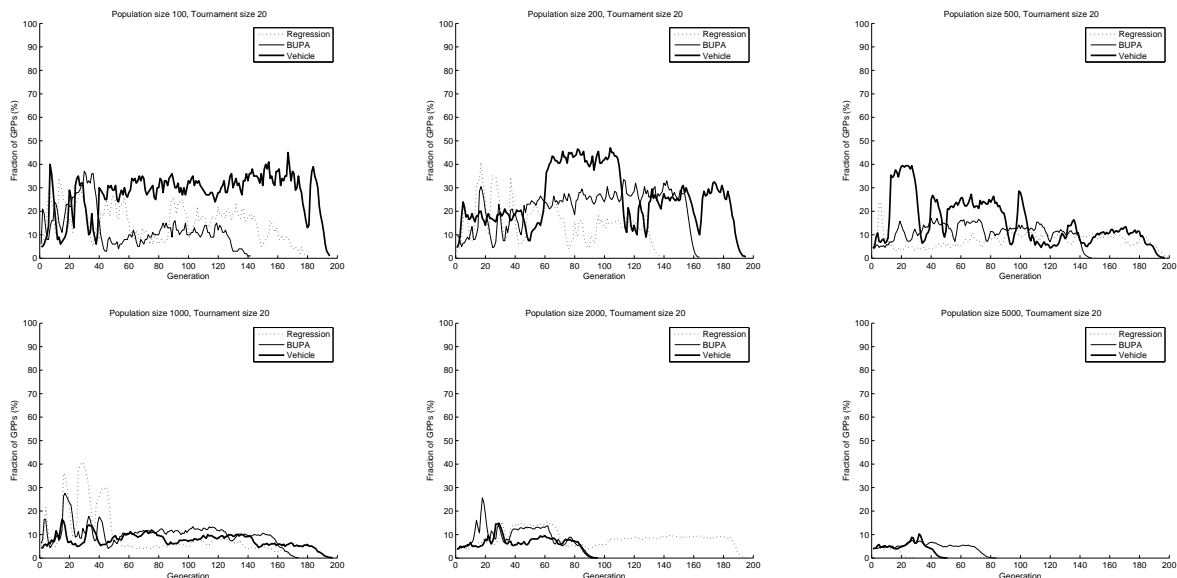 Population size 100, Tournament size 20
100
90
80
70
60
50
40
30
20
10
0
Fraction of GPPs (%)
Regression
BUPA
Vehicle
0 20 40 60 80 100 120 140 160 180 200
Generation
Population size 200, Tournament size 20
100
90
80
70
60
50
40
30
20
10
0
Fraction of GPPs (%)
Regression
BUPA
Vehicle
0 20 40 60 80 100 120 140 160 180 200
Generation
Population size 500, Tournament size 20
100
90
80
70
60
50
40
30
20
10
0
Fraction of GPPs (%)
Regression
BUPA
Vehicle
0 20 40 60 80 100 120 140 160 180 200
Generation
Population size 1000, Tournament size 20
100
90
80
70
60
50
40
30
20
10
0
Fraction of GPPs (%)
Regression
BUPA
Vehicle
0 20 40 60 80 100 120 140 160 180 200
Generation
Population size 2000, Tournament size 20
100
90
80
70
60
50
40
30
20
10
0
Fraction of GPPs (%)
Regression
BUPA
Vehicle
0 20 40 60 80 100 120 140 160 180 200
Generation
Population size 5000, Tournament size 20
100
90
80
70
60
50
40
30
20
10
0
Fraction of GPPs (%)
Regression
BUPA
Vehicle
0 20 40 60 80 100 120 140 160 180 200
Generation